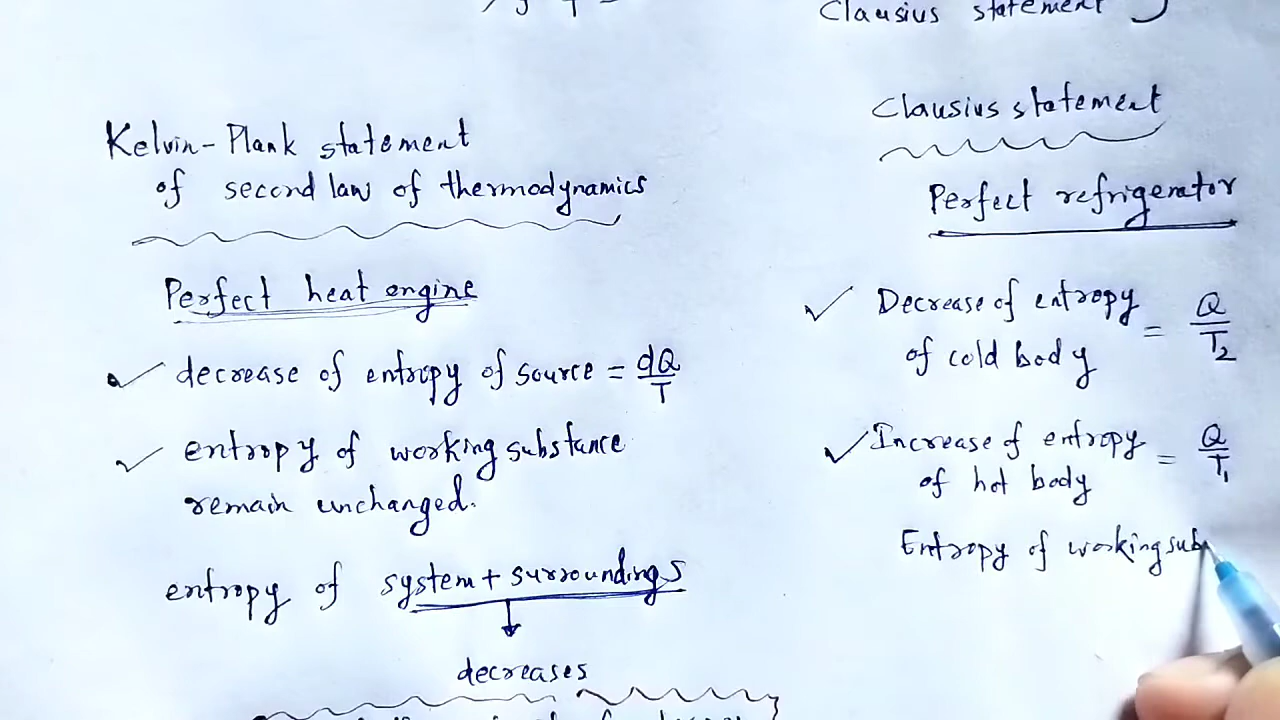 Clausius statement
Kelvin-Plank statement
of second law of thermodynamics
Perfect heat engine
decrease of entropy of source = dQ/T
entropy of working substance
remain unchanged.
entropy of system + surroundings
decreases
Clausius statement
Perfect refrigerator
Decrease of entropy
of cold body = Q/T2
Increase of entropy
of hot body = Q/T1
Entropy of working sub